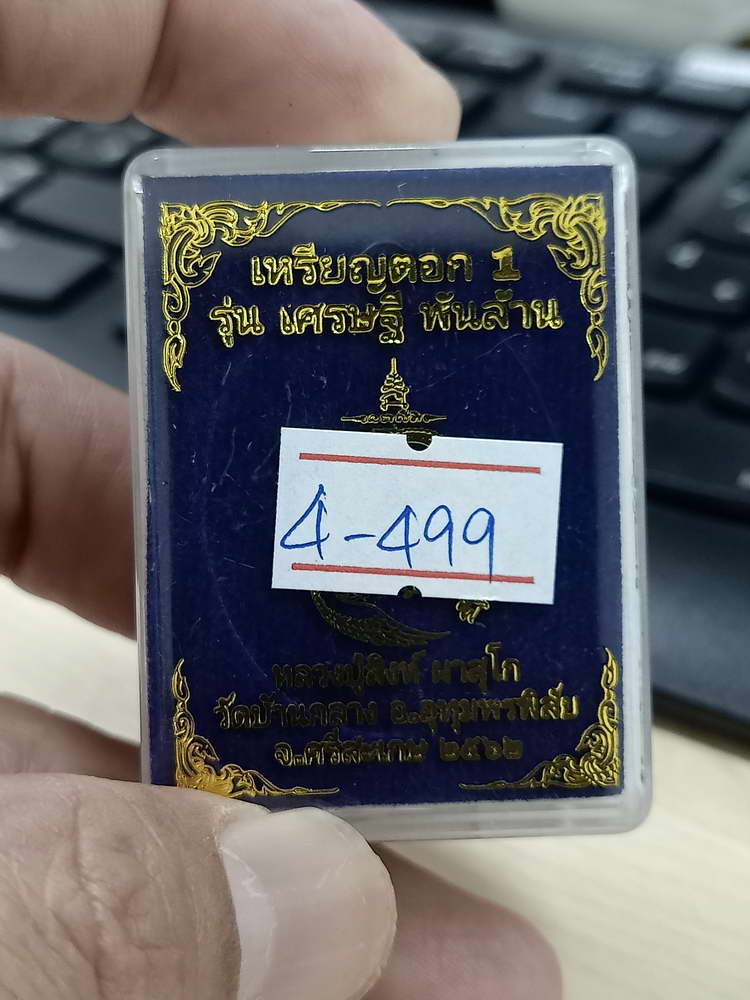 เหรียญตอก 1
รุ่น เศรษฐี พันล้าน
4-499
หลวงปู่สิงห์ ผาสุโก
วัดบ้านกลาง อ.อุทุมพรพิสัย
จ.ศรีสะเกษ ๒๕๖๒